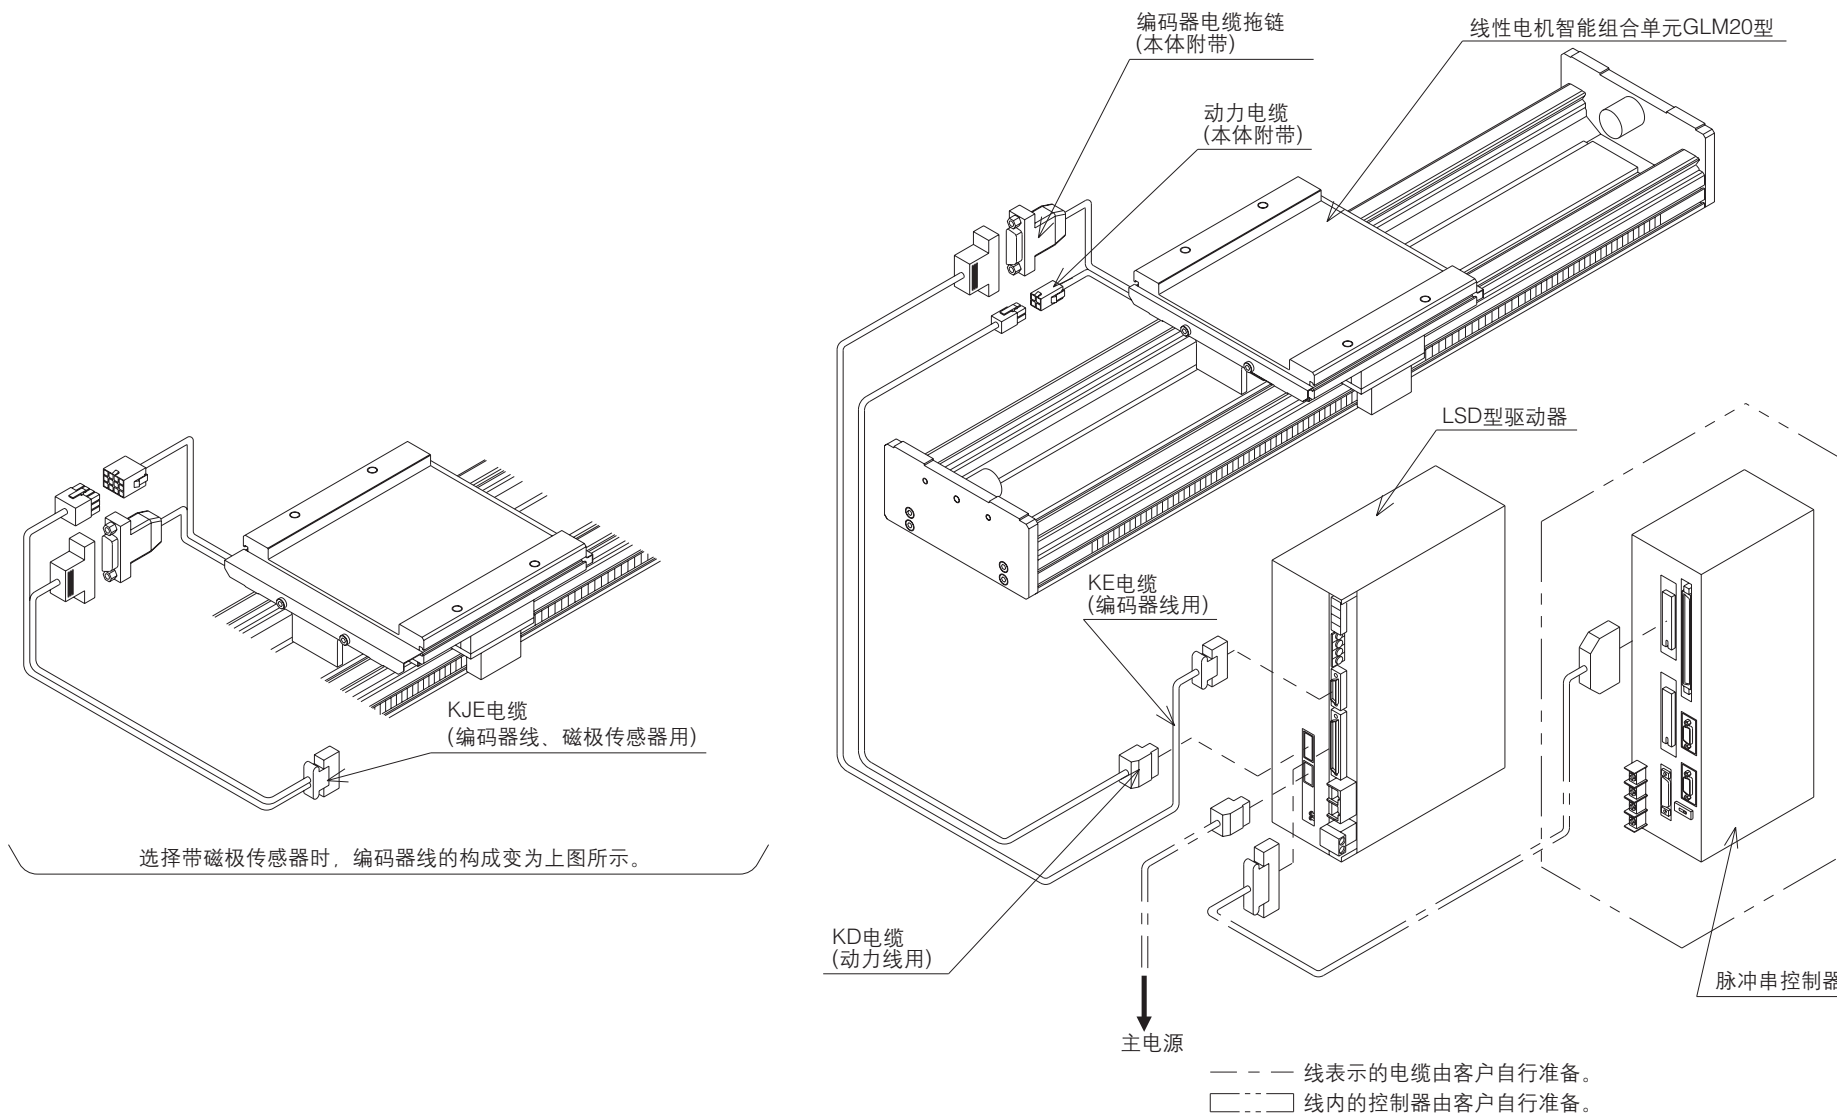 编码器电缆拖链
(本体附带)
线性电机智能组合单元GLM20型
动力电缆
(本体附带)
LSD型驱动器
KE电缆
(编码器线用)
KJE电缆
(编码器线、磁极传感器用)
选择带磁极传感器时，编码器线的构成变为上图所示。
KD电缆
(动力线用)
脉冲串控制器
主电源
线表示的电缆由客户自行准备。
线内的控制器由客户自行准备。